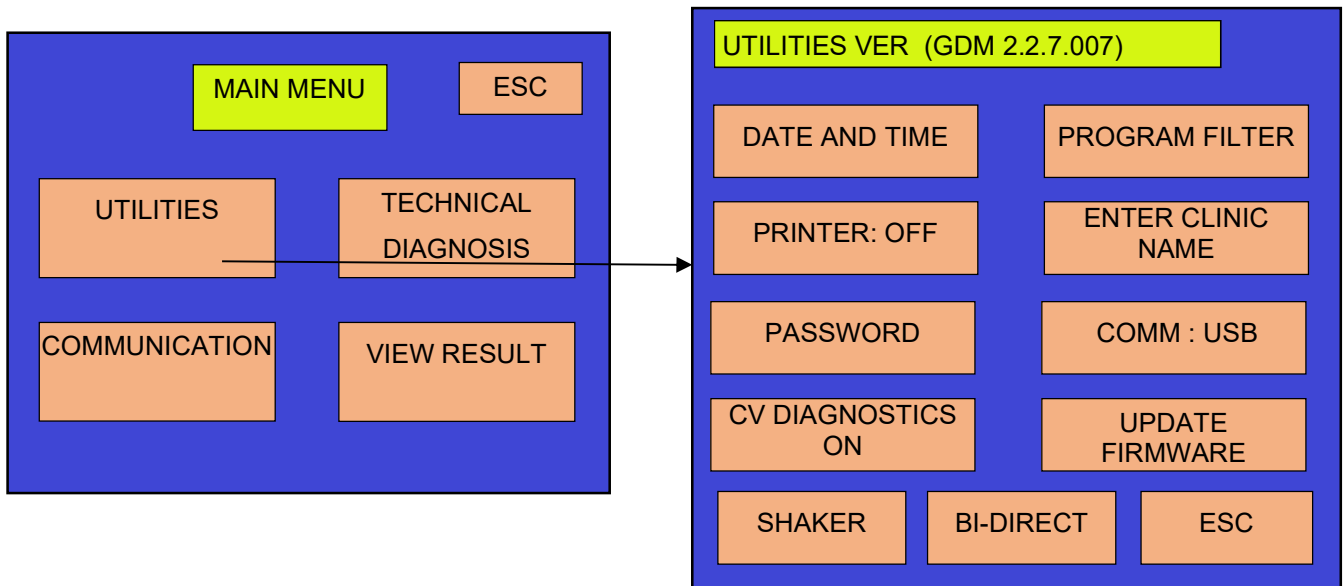 MAIN MENU
ESC
UTILITIES
TECHNICAL
DIAGNOSIS
COMMUNICATION
VIEW RESULT
UTILITIES VER (GDM 2.2.7.007)
DATE AND TIME
PROGRAM FILTER
PRINTER: OFF
ENTER CLINIC
NAME
PASSWORD
COMM : USB
CV DIAGNOSTICS
ON
UPDATE
FIRMWARE
SHAKER
BI-DIRECT
ESC